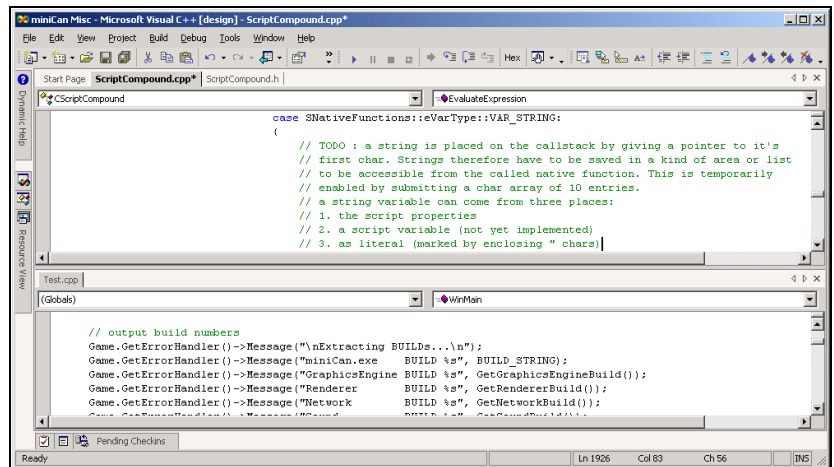 miniCan Misc - Microsoft Visual C++ [design] - ScriptCompound.cpp*
File Edit View Project Build Debug Tools Window Help
Hex
Start Page ScriptCompound.cpp* ScriptCompound.h
Dynamic Help
Resource View
CScriptCompound EvaluateExpression
case SNativeFunctions::eVarType::VAR_STRING:
{
// TODO : a string is placed on the callstack by giving a pointer to it's
// first char. Strings therefore have to be saved in a kind of area or list
// to be accessible from the called native function. This is temporarily
// enabled by submitting a char array of 10 entries.
// a string variable can come from three places:
// 1. the script properties
// 2. a script variable (not yet implemented)
// 3. as literal (marked by enclosing " chars)
Test.cpp
(Globals) WinMain
// output build numbers
Game.GetErrorHandler()->Message("\nExtracting BUILDs...\n");
Game.GetErrorHandler()->Message("miniCan.exe BUILD %s", BUILD_STRING);
Game.GetErrorHandler()->Message("GraphicsEngine BUILD %s", GetGraphicsEngineBuild());
Game.GetErrorHandler()->Message("Renderer BUILD %s", GetRendererBuild());
Game.GetErrorHandler()->Message("Network BUILD %s", GetNetworkBuild());
Game.GetErrorHandler()->Message("Sound BUILD %s", GetSoundBuild());
Pending Checkins
Ready Ln 1926 Col 83 Ch 56 INS